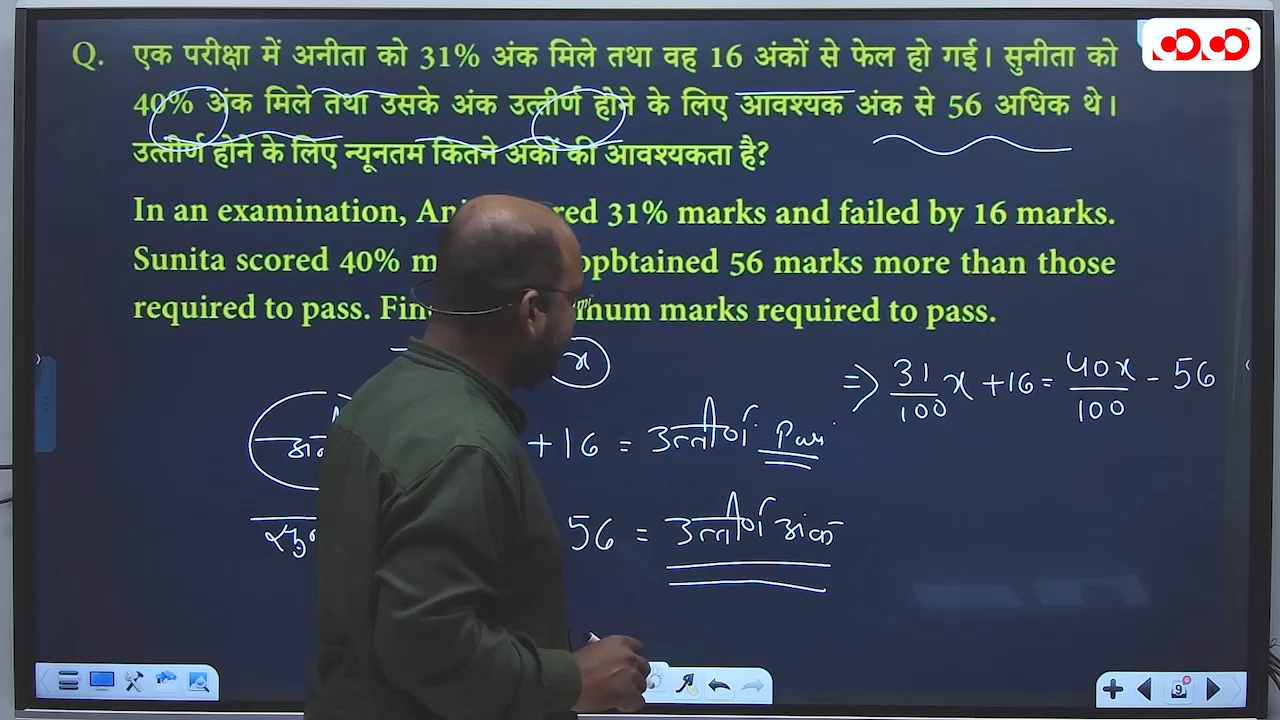 Q. एक परीक्षा में अनीता को 31% अंक मिले तथा वह 16 अंकों से फेल हो गई। सुनीता को
40% अंक मिले तथा उसके अंक उत्तीर्ण होने के लिए आवश्यक अंक से 56 अधिक थे।
उत्तीर्ण होने के लिए न्यूनतम कितने अंकों की आवश्यकता है?
In an examination, red 31% marks and failed by 16 marks.
Sunita scored 40% opbtained 56 marks more than those
required to pass. marks required to pass.
x
⇒ 31/100 x + 16 = 40x/100 - 56
+ 16 = उत्तीर्ण Pass
56 = उत्तीर्ण अंक
9